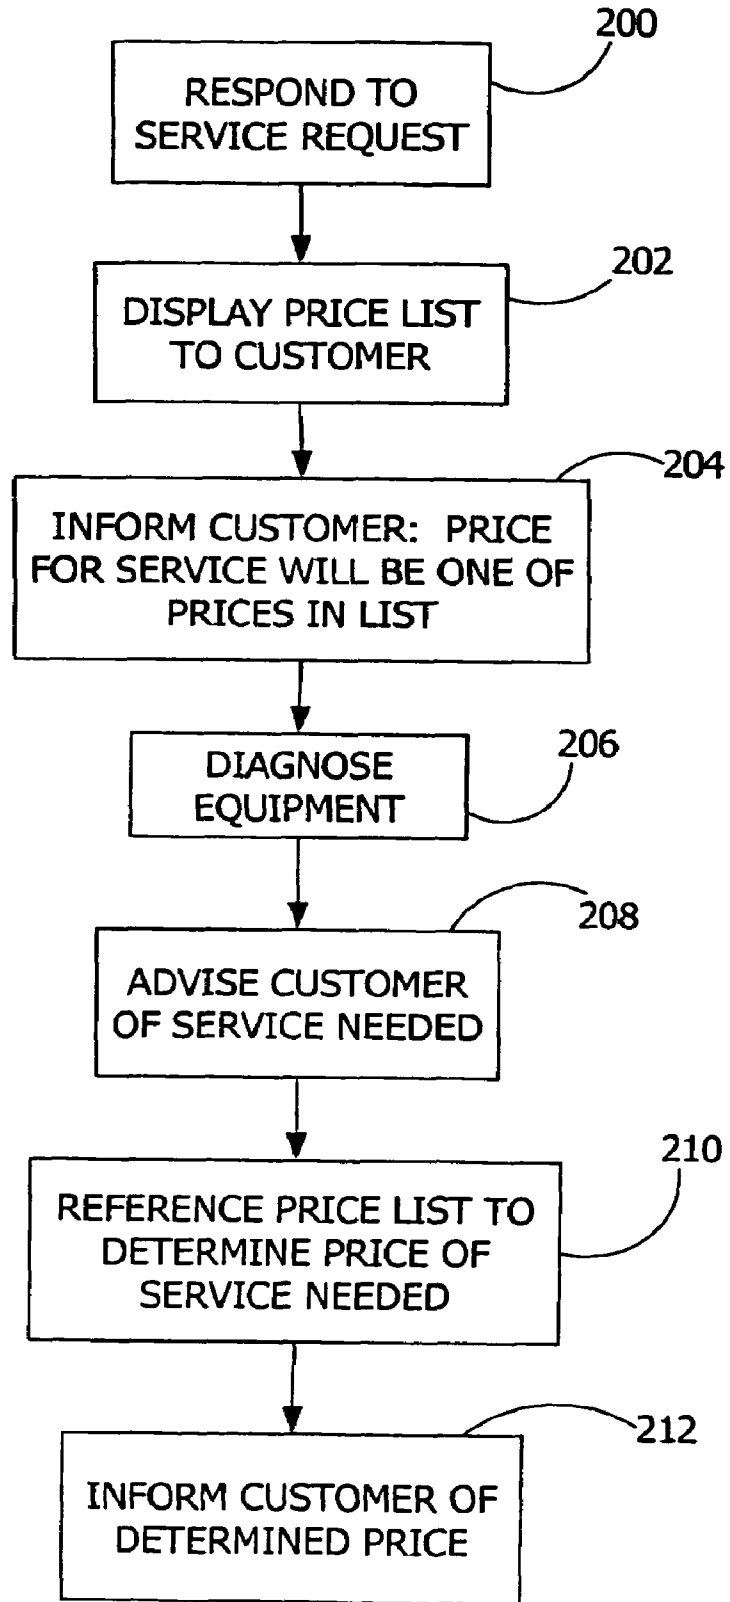 200
RESPOND TO
SERVICE REQUEST
202
DISPLAY PRICE LIST
TO CUSTOMER
204
INFORM CUSTOMER: PRICE
FOR SERVICE WILL BE ONE OF
PRICES IN LIST
206
DIAGNOSE
EQUIPMENT
208
ADVISE CUSTOMER
OF SERVICE NEEDED
210
REFERENCE PRICE LIST TO
DETERMINE PRICE OF
SERVICE NEEDED
212
INFORM CUSTOMER OF
DETERMINED PRICE